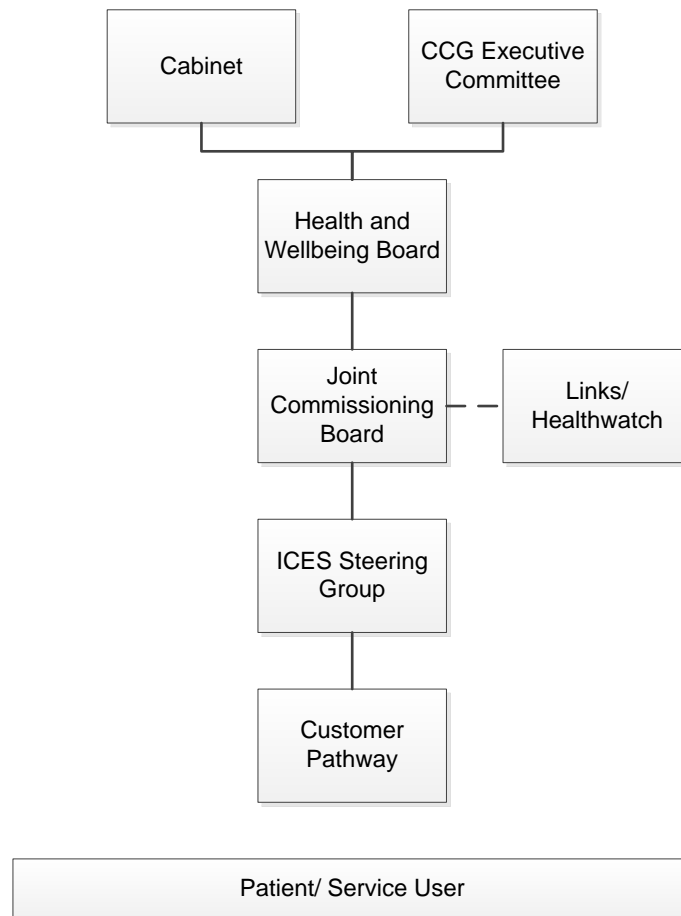 Cabinet
CCG Executive
Committee
Health and
Wellbeing Board
Joint
Commissioning
Board
Links/
Healthwatch
ICES Steering
Group
Customer
Pathway
Patient/ Service User